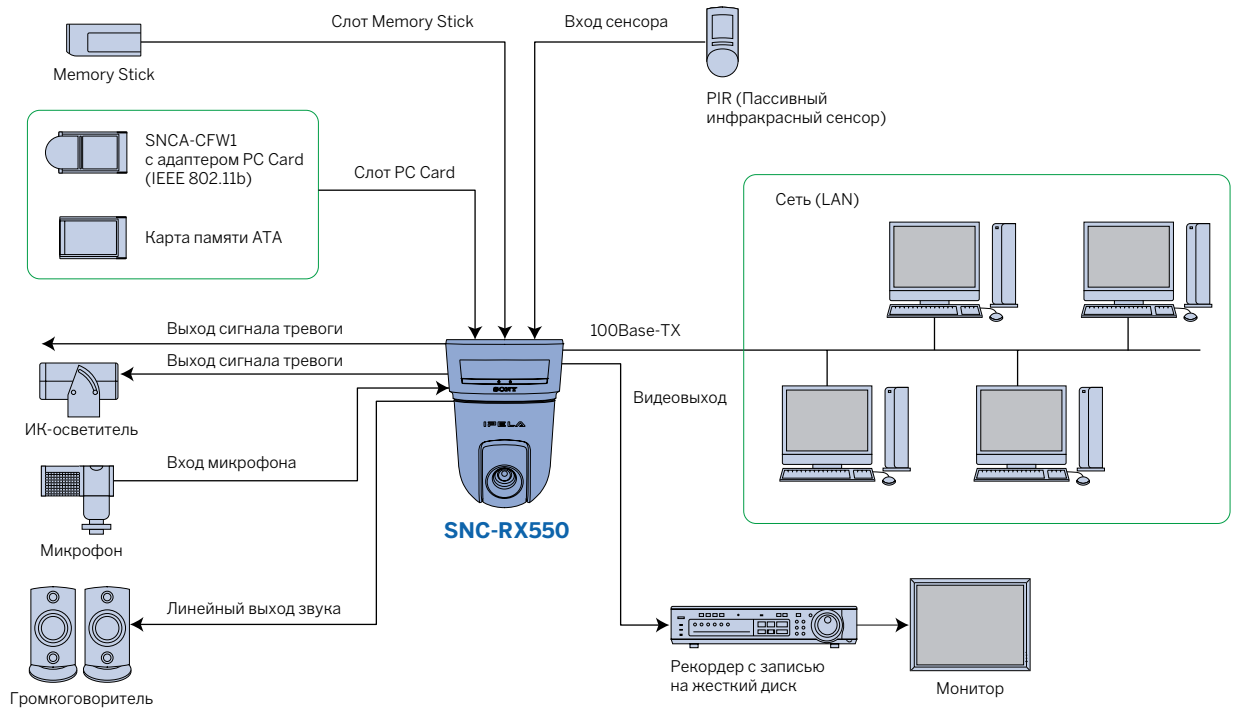 Слот Memory Stick
Вход сенсора
Memory Stick
PIR (Пассивный
инфракрасный сенсор)
SNCA-CFW1
с адаптером PC Card
(IEEE 802.11b)
Слот PC Card
Карта памяти ATA
Сеть (LAN)
Выход сигнала тревоги
100Base-TX
Выход сигнала тревоги
SONY
Видеовыход
ИК-осветитель
IPELA
Вход микрофона
SNC-RX550
Микрофон
Линейный выход звука
Рекордер с записью
на жесткий диск
Монитор
Громкоговоритель